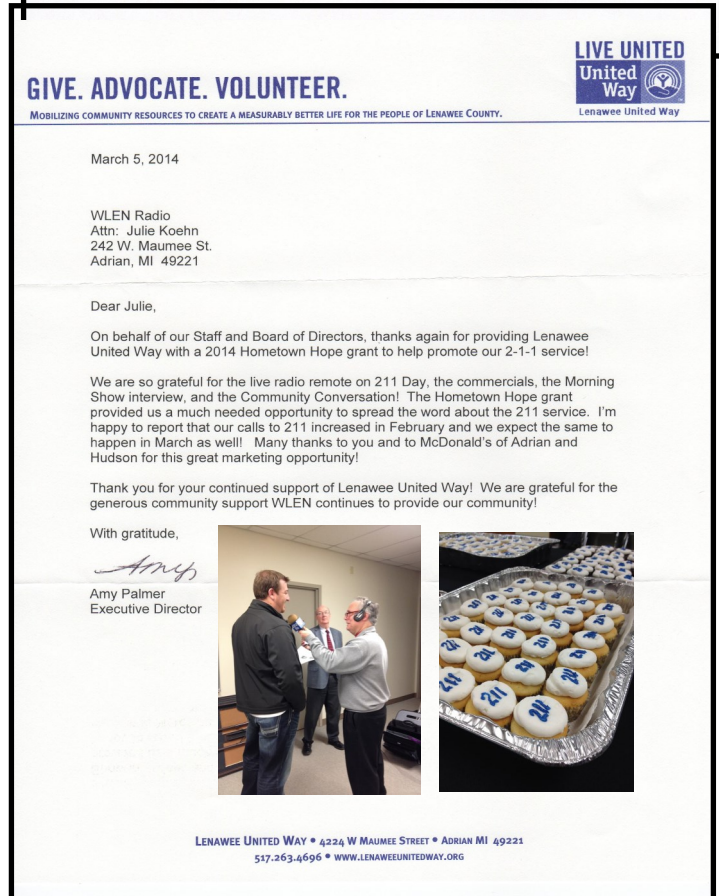 LIVE UNITED
United
Way
Lenawee United Way
GIVE. ADVOCATE. VOLUNTEER.
MOBILIZING COMMUNITY RESOURCES TO CREATE A MEASURABLY BETTER LIFE FOR THE PEOPLE OF LENAWEE COUNTY.
March 5, 2014
WLEN Radio
Attn: Julie Koehn
242 W. Maumee St.
Adrian, MI 49221
Dear Julie,
On behalf of our Staff and Board of Directors, thanks again for providing Lenawee
United Way with a 2014 Hometown Hope grant to help promote our 2-1-1 service!
We are so grateful for the live radio remote on 211 Day, the commercials, the Morning
Show interview, and the Community Conversation! The Hometown Hope grant
provided us a much needed opportunity to spread the word about the 211 service. I'm
happy to report that our calls to 211 increased in February and we expect the same to
happen in March as well! Many thanks to you and to McDonald's of Adrian and
Hudson for this great marketing opportunity!
Thank you for your continued support of Lenawee United Way! We are grateful for the
generous community support WLEN continues to provide our community!
With gratitude,
Amy
Amy Palmer
Executive Director
211
211
211
LENAWEE UNITED WAY • 4224 W MAUMEE STREET • ADRIAN MI 49221
517.263.4696 • WWW.LENAWEEUNITEDWAY.ORG